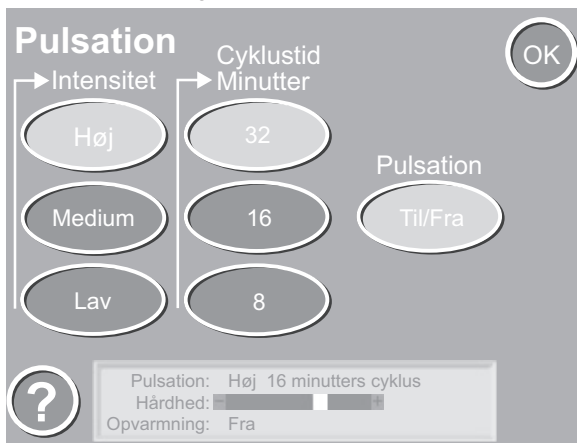 Pulsation
OK
Intensitet
Cyklustid
Minutter
Høj
32
Medium
16
Lav
8
Pulsation
Til/Fra
?
Pulsation: Høj 16 minutters cyklus
Hårdhed: - +
Opvarmning: Fra